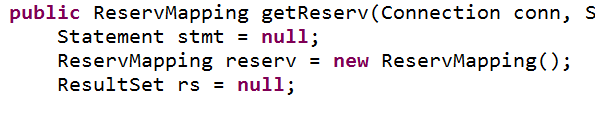 public ReservMapping getReserv(Connection conn, S
Statement stmt = null;
ReservMapping reserv = new ReservMapping();
ResultSet rs = null;